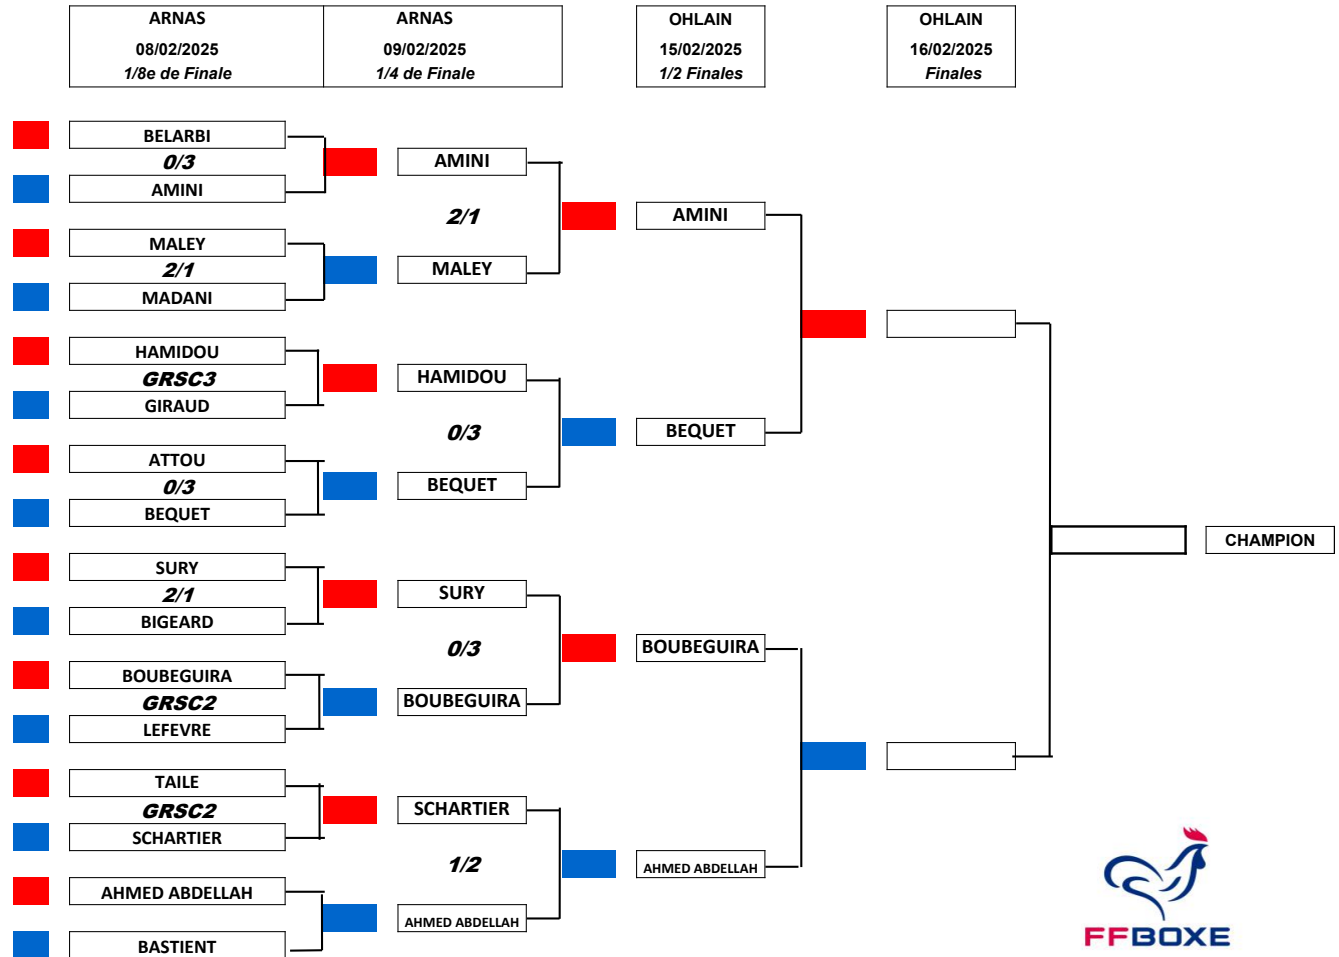 ARNAS
08/02/2025
1/8e de Finale
ARNAS
09/02/2025
1/4 de Finale
OHLAIN
15/02/2025
1/2 Finales
OHLAIN
16/02/2025
Finales
BELARBI
0/3
AMINI
MALEY
2/1
MADANI
HAMIDOU
GRSC3
GIRAUD
ATTOU
0/3
BEQUET
SURY
2/1
BIGEARD
BOUBEGUIRA
GRSC2
LEFEVRE
TAILE
GRSC2
SCHARTIER
AHMED ABDELLAH
BASTIENT
AMINI
2/1
MALEY
HAMIDOU
0/3
BEQUET
SURY
0/3
BOUBEGUIRA
SCHARTIER
1/2
AHMED ABDELLAH
AMINI
BEQUET
BOUBEGUIRA
AHMED ABDELLAH
CHAMPION
FFBOXE